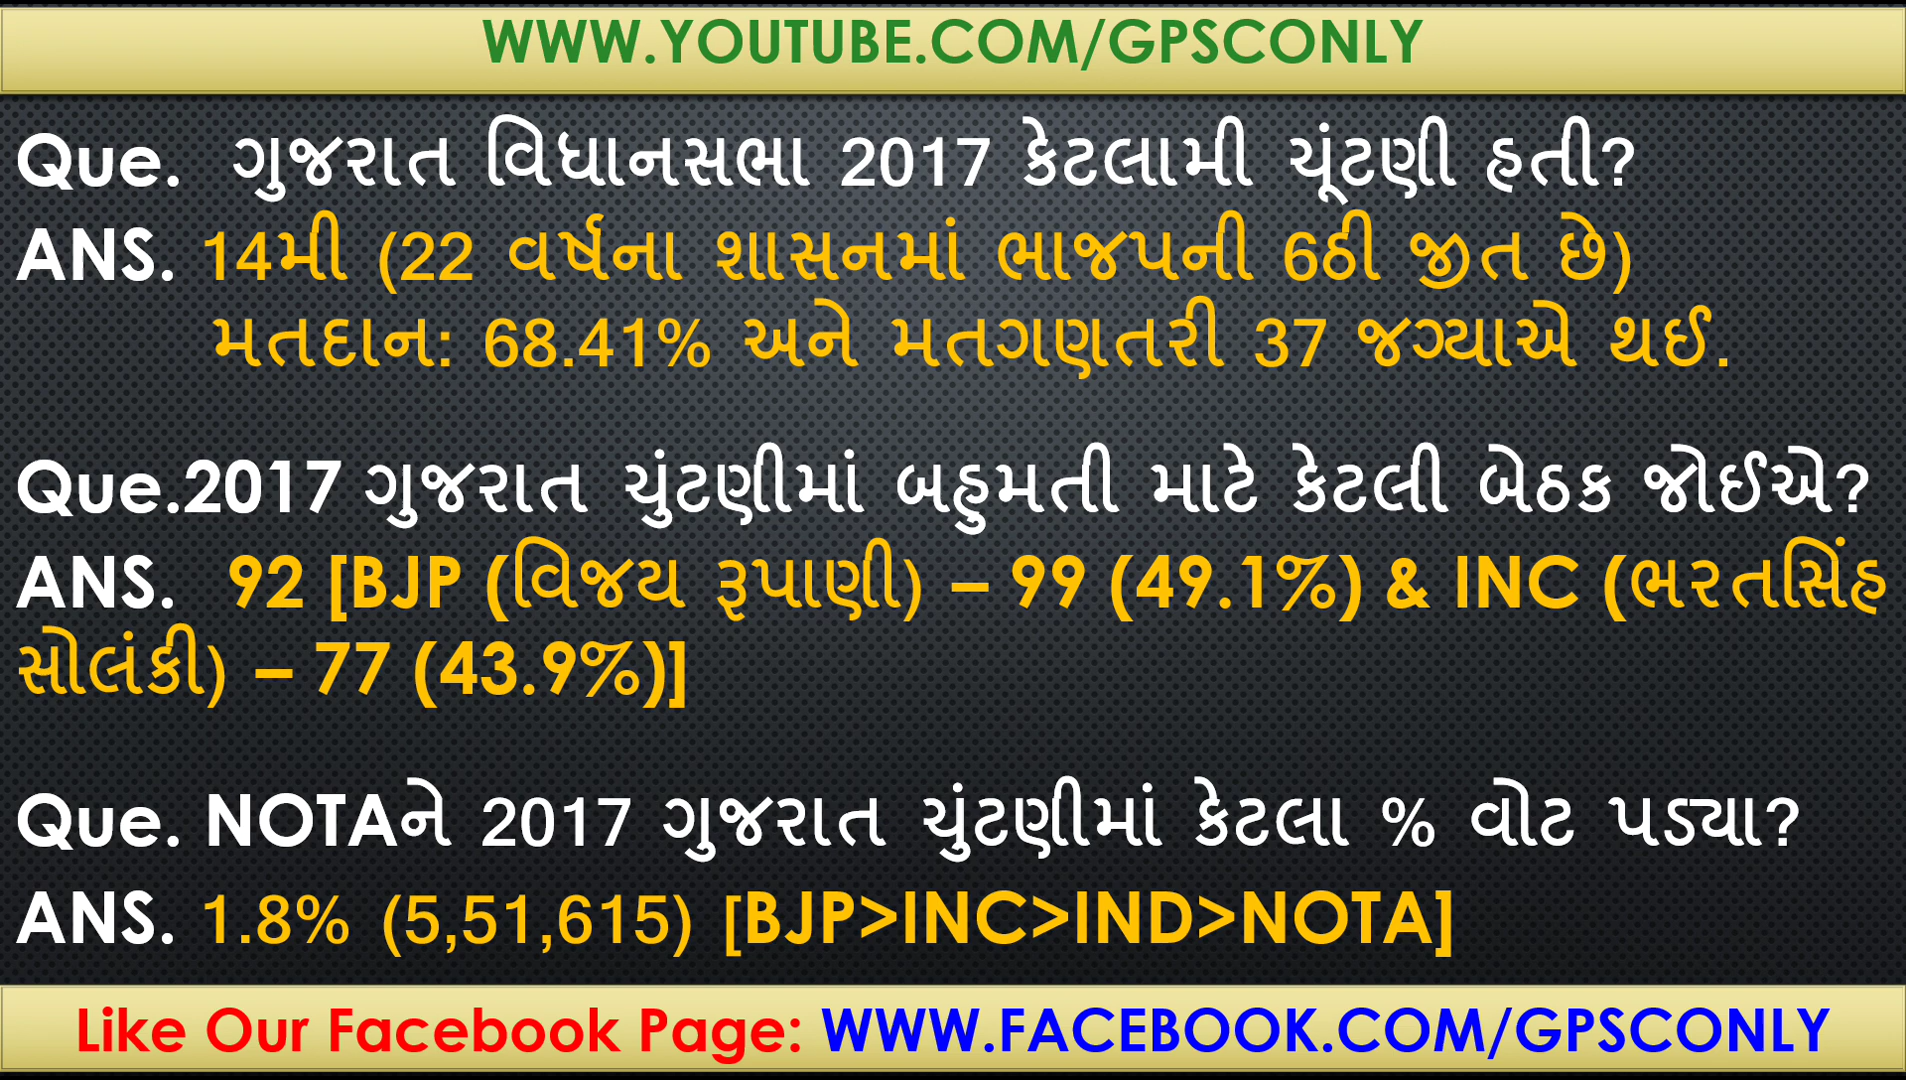 WWW.YOUTUBE.COM/GPSCONLY
Que. ગુજરાત વિધાનસભા 2017 કેટલામી ચૂંટણી હતી?
ANS. 14મી (22 વર્ષના શાસનમાં ભાજપની 6ઠી જીત છે)
મતદાન: 68.41% અને મતગણતરી 37 જગ્યાએ થઈ.
Que.2017 ગુજરાત ચુંટણીમાં બહુમતી માટે કેટલી બેઠક જોઈએ?
ANS. 92 [BJP (વિજય રૂપાણી) – 99 (49.1%) & INC (ભરતસિંહ
સોલંકી) – 77 (43.9%)]
Que. NOTAને 2017 ગુજરાત ચુંટણીમાં કેટલા % વોટ પડ્યા?
ANS. 1.8% (5,51,615) [BJP>INC>IND>NOTA]
Like Our Facebook Page: WWW.FACEBOOK.COM/GPSCONLY